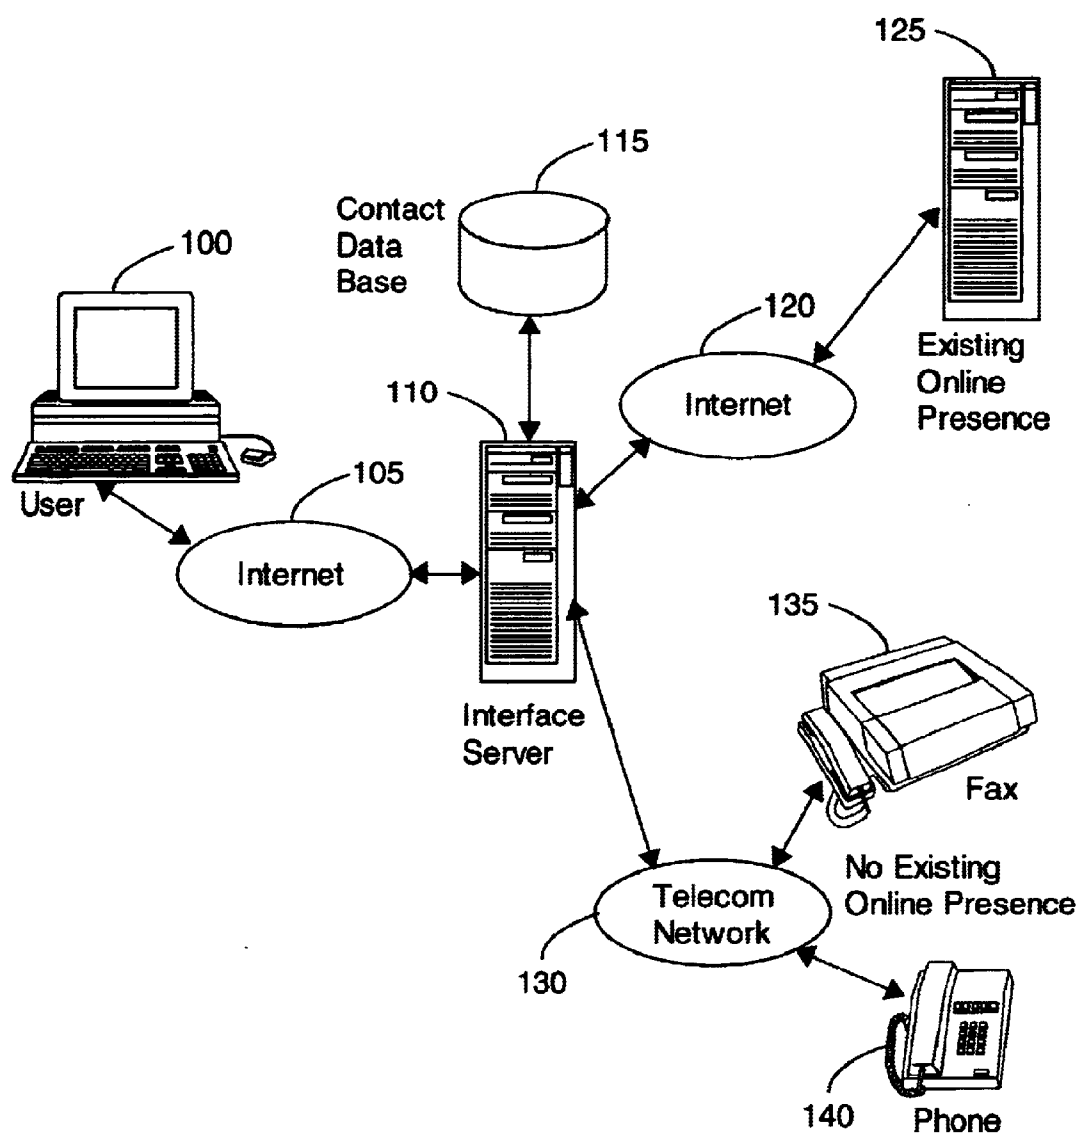 125
115
Contact
Data
Base
100
120
Existing
Online
Presence
Internet
110
User
105
Internet
Interface
Server
135
Fax
No Existing
Online Presence
Telecom
Network
130
140
Phone